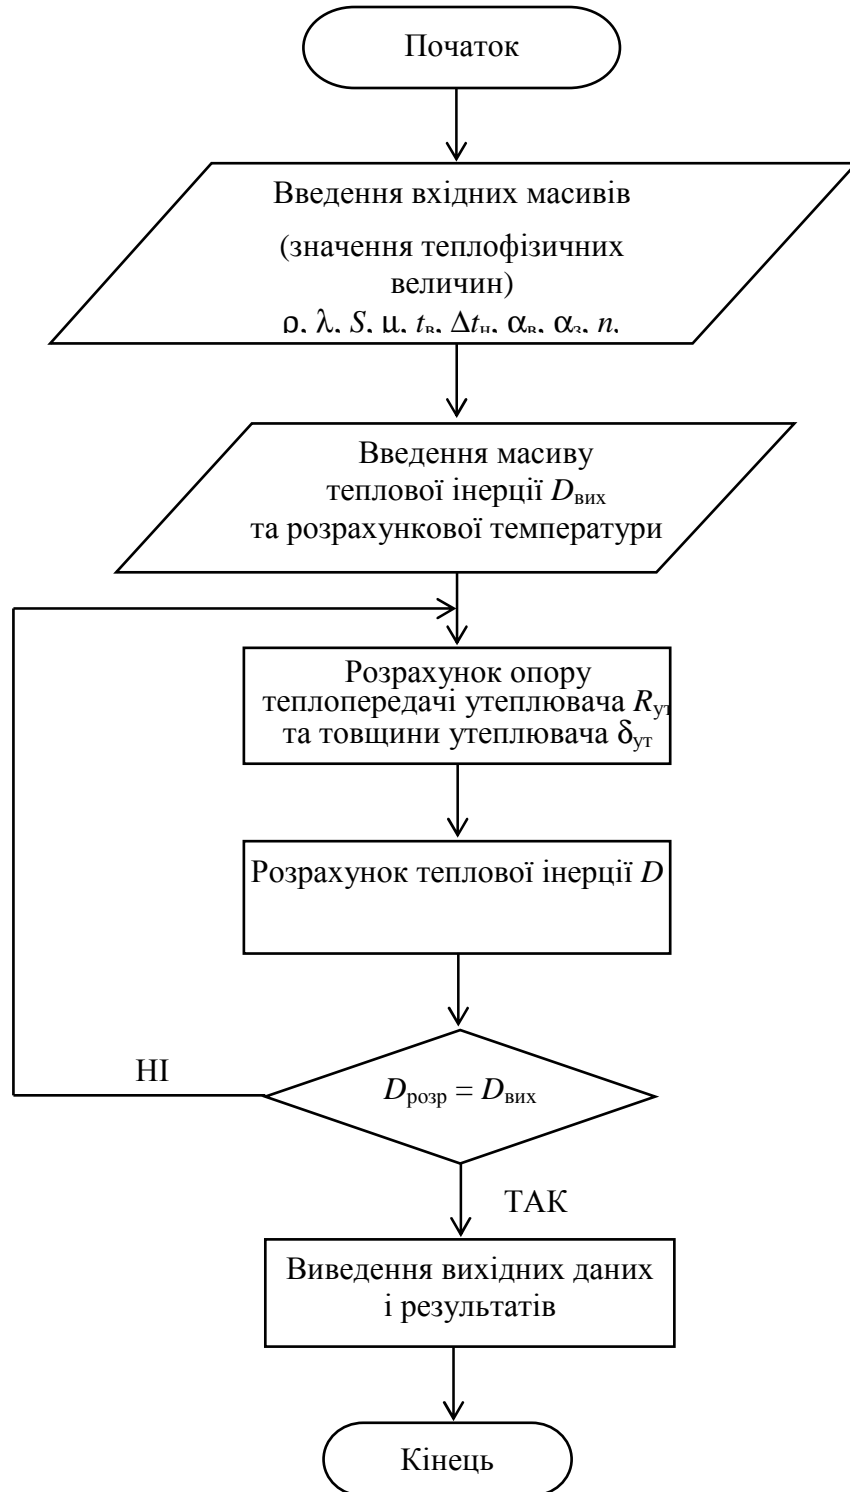 Початок
Введення вхідних масивів
(значення теплофізичних
величин)
ρ, λ, S, μ, tв, Δtн, αв, αз, n,
Введення масиву
теплової інерції Dвих
та розрахункової температури
Розрахунок опору
теплопередачі утеплювача Rут
та товщини утеплювача δут
Розрахунок теплової інерції D
НІ
Dрозр = Dвих
ТАК
Виведення вихідних даних
і результатів
Кінець